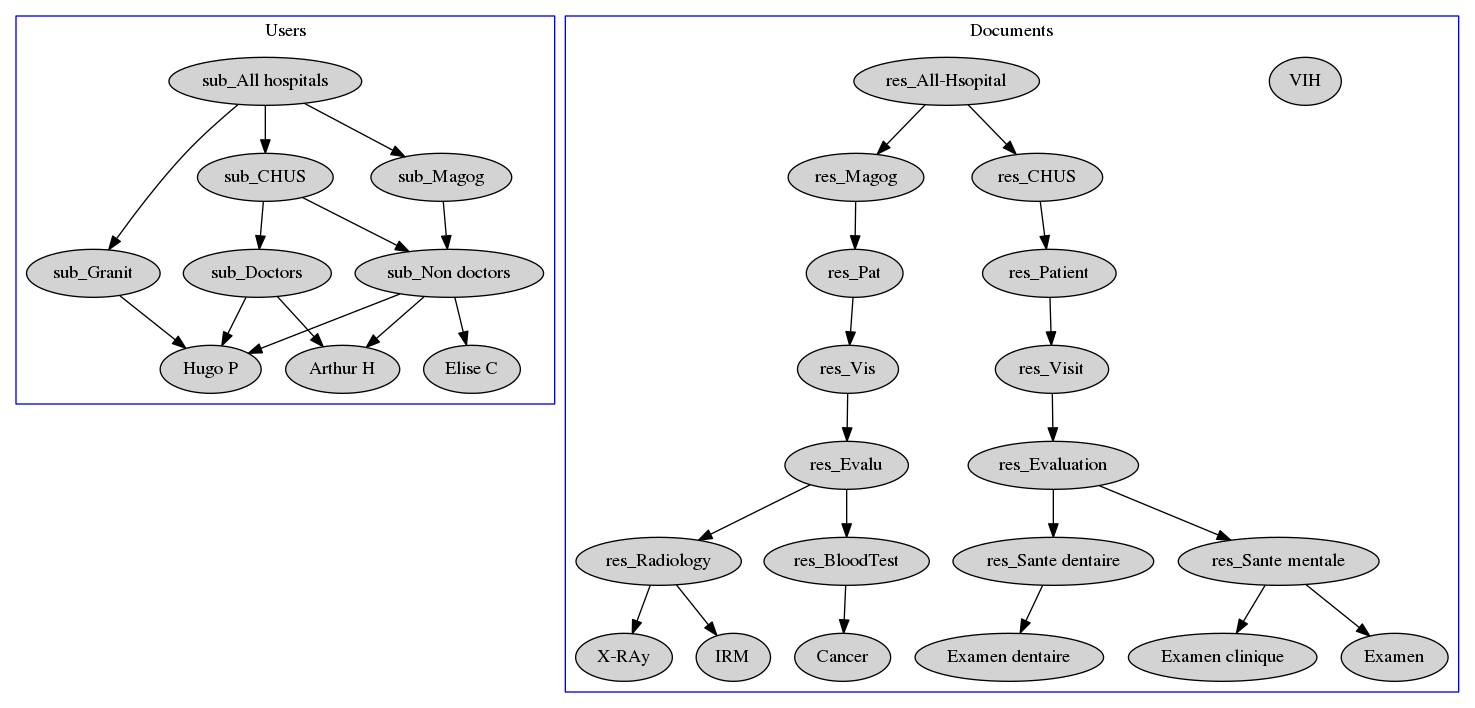 Users
sub_All hospitals
sub_CHUS
sub_Magog
sub_Granit
sub_Doctors
sub_Non doctors
Hugo P
Arthur H
Elise C
Documents
res_All-Hsopital
VIH
res_Magog
res_CHUS
res_Pat
res_Patient
res_Vis
res_Visit
res_Evalu
res_Evaluation
res_Radiology
res_BloodTest
res_Sante dentaire
res_Sante mentale
X-RAy
IRM
Cancer
Examen dentaire
Examen clinique
Examen